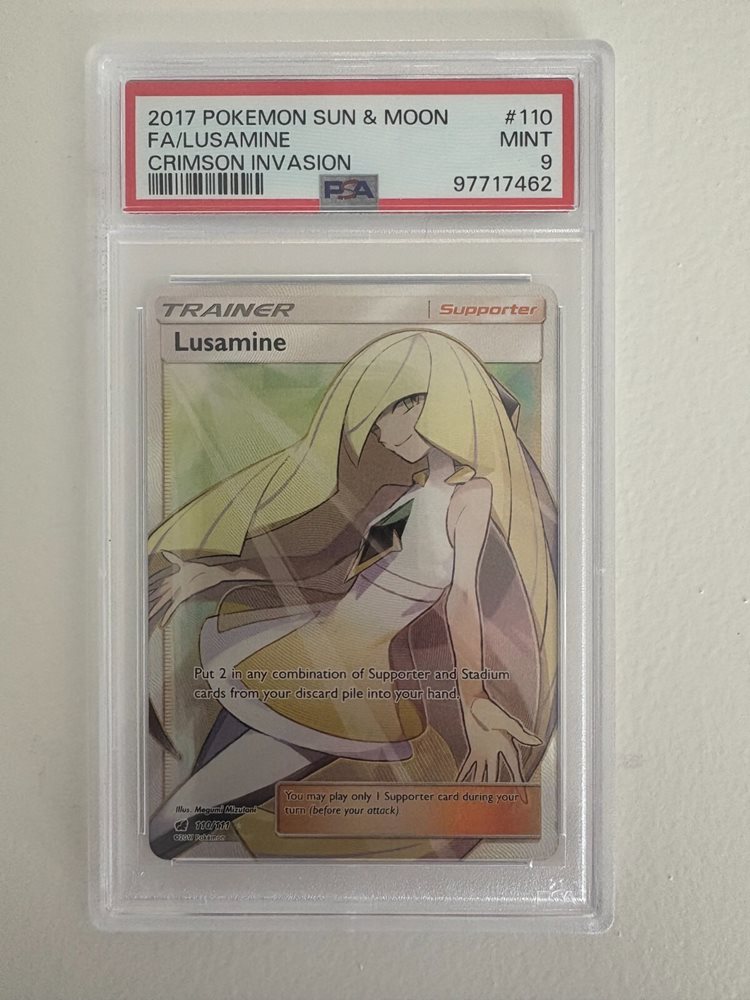 2017 POKEMON SUN & MOON #110
FA/LUSAMINE MINT
CRIMSON INVASION 9
PSA 97717462
TRAINER Supporter
Lusamine
Put 2 in any combination of Supporter and Stadium
cards from your discard pile into your hand.
You may play only 1 Supporter card during your
turn (before your attack).
Illus. Megumi Mizutani
110/111
©2017 Pokémon